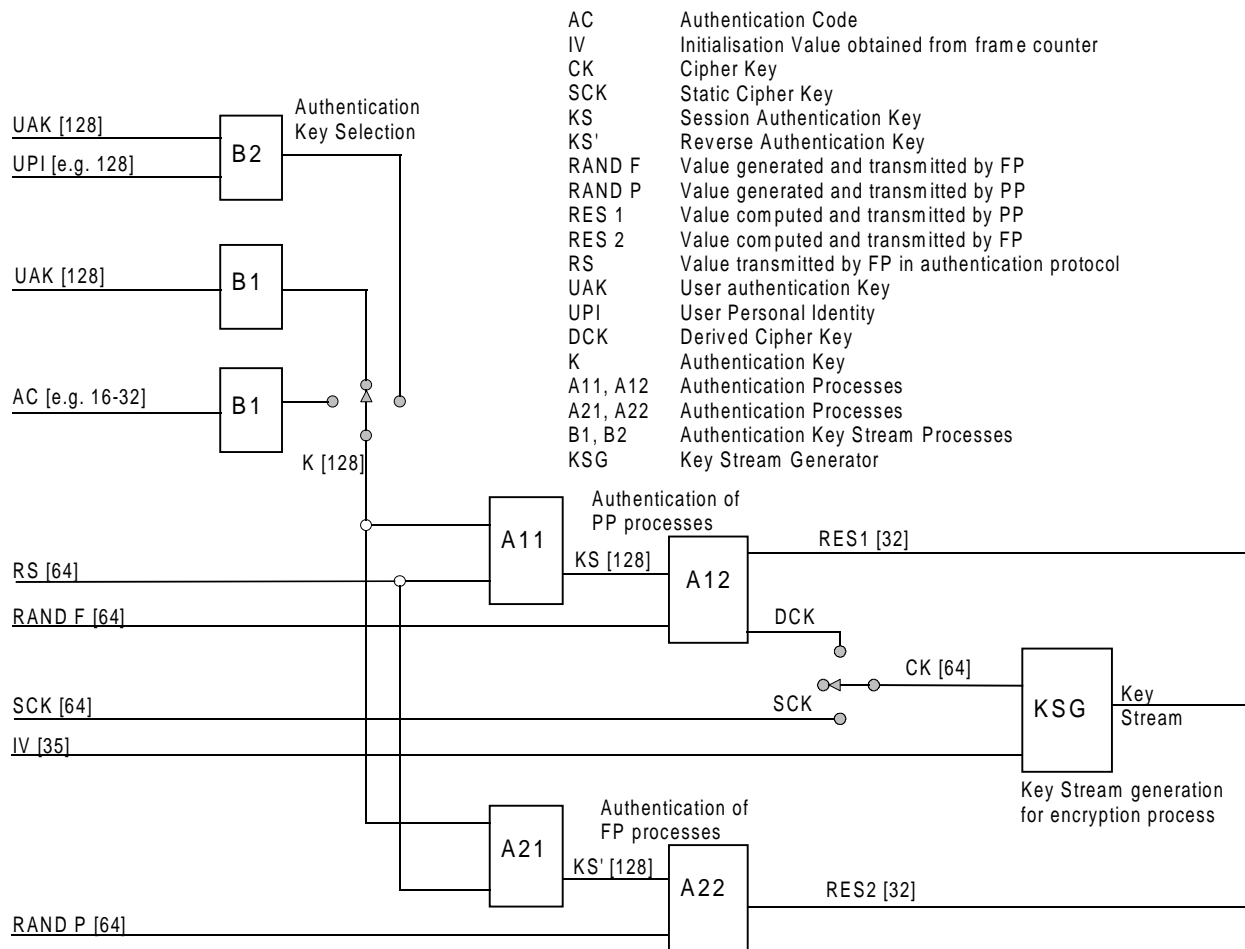 AC Authentication Code
IV Initialisation Value obtained from frame counter
CK Cipher Key
SCK Static Cipher Key
KS Session Authentication Key
KS' Reverse Authentication Key
RAND F Value generated and transmitted by FP
RAND P Value generated and transmitted by PP
RES 1 Value computed and transmitted by PP
RES 2 Value computed and transmitted by FP
RS Value transmitted by FP in authentication protocol
UAK User authentication Key
UPI User Personal Identity
DCK Derived Cipher Key
K Authentication Key
A11, A12 Authentication Processes
A21, A22 Authentication Processes
B1, B2 Authentication Key Stream Processes
KSG Key Stream Generator
Authentication
Key Selection
UAK [128]
UPI [e.g. 128]
B2
UAK [128]
B1
AC [e.g. 16-32]
B1
K [128]
Authentication of
PP processes
A11
KS [128]
A12
RES1 [32]
RS [64]
RAND F [64]
DCK
CK [64]
SCK [64]
SCK
KSG
Key
Stream
IV [35]
Key Stream generation
for encryption process
Authentication of
FP processes
A21
KS' [128]
A22
RES2 [32]
RAND P [64]